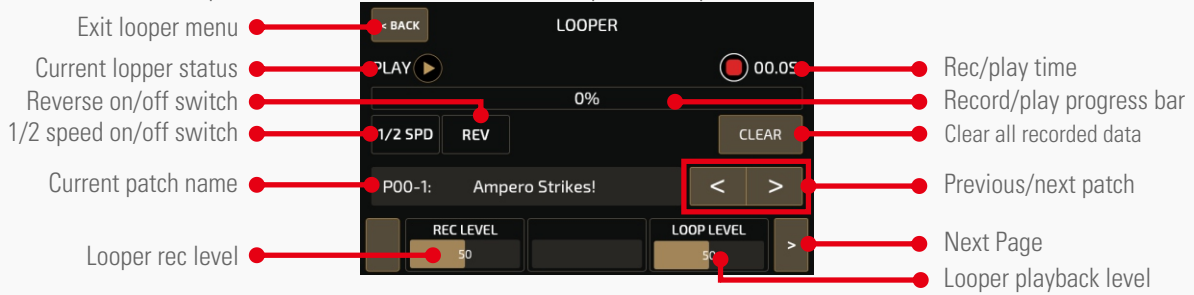 Exit looper menu
Current lopper status
Reverse on/off switch
1/2 speed on/off switch
Current patch name
Looper rec level
< BACK
LOOPER
PLAY
00.0S
0%
1/2 SPD
REV
CLEAR
P00-1:
Ampero Strikes!
<
>
REC LEVEL
50
LOOP LEVEL
50
>
Rec/play time
Record/play progress bar
Clear all recorded data
Previous/next patch
Next Page
Looper playback level